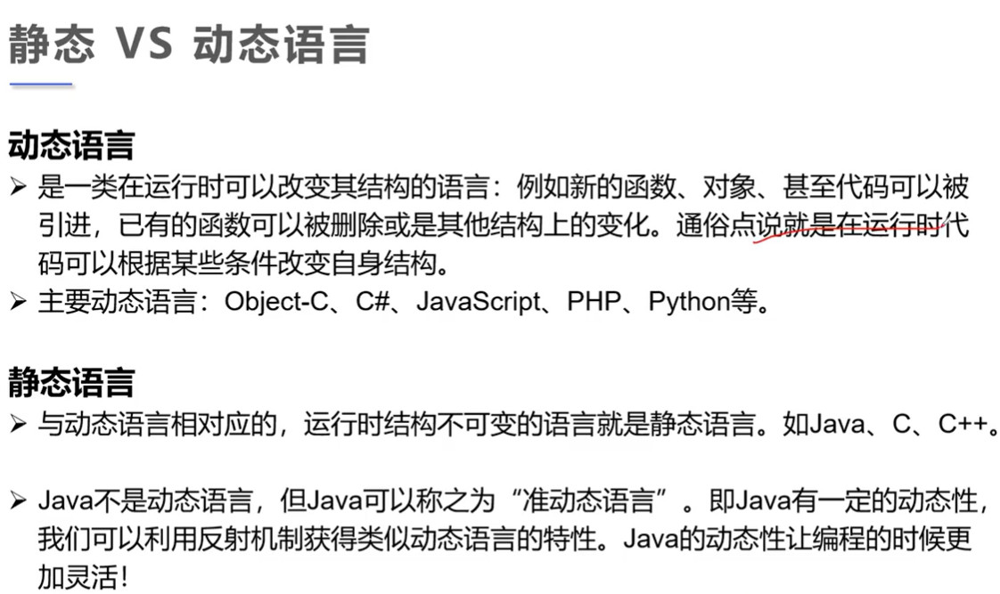 静态 VS 动态语言
动态语言
➢ 是一类在运行时可以改变其结构的语言：例如新的函数、对象、甚至代码可以被
引进，已有的函数可以被删除或是其他结构上的变化。通俗点说就是在运行时代
码可以根据某些条件改变自身结构。
➢ 主要动态语言：Object-C、C#、JavaScript、PHP、Python等。
静态语言
➢ 与动态语言相对应的，运行时结构不可变的语言就是静态语言。如Java、C、C++。
➢ Java不是动态语言，但Java可以称之为“准动态语言”。即Java有一定的动态性，
我们可以利用反射机制获得类似动态语言的特性。Java的动态性让编程的时候更
加灵活！